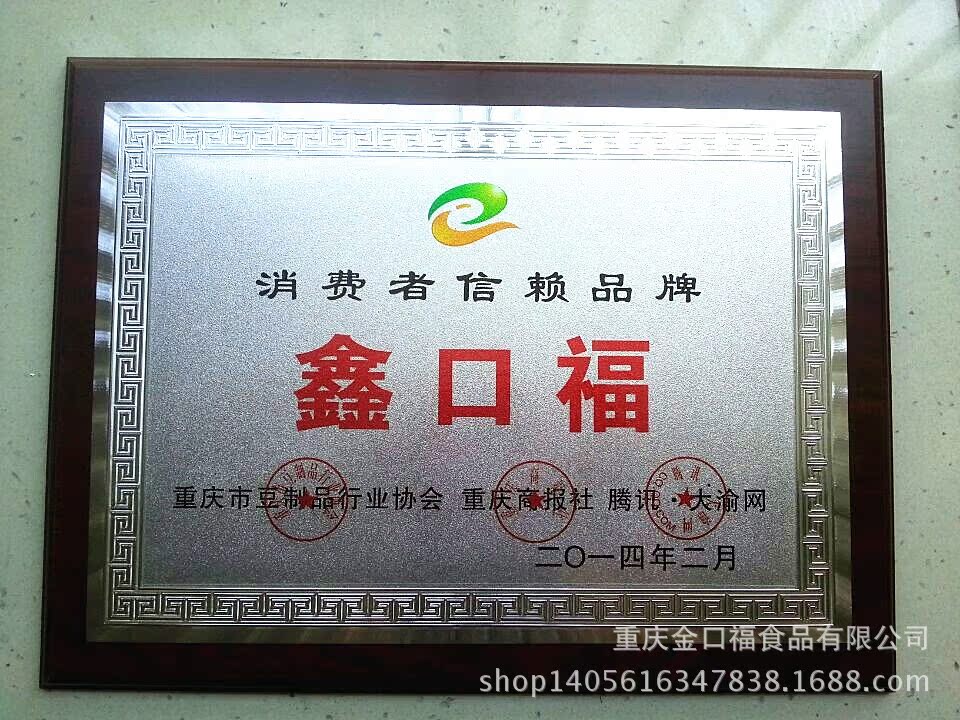 消费者信赖品牌
鑫口福
重庆市豆制品行业协会 重庆商报社 腾讯·大渝网
二〇一四年二月
重庆金口福食品有限公司
shop1405616347838.1688.com